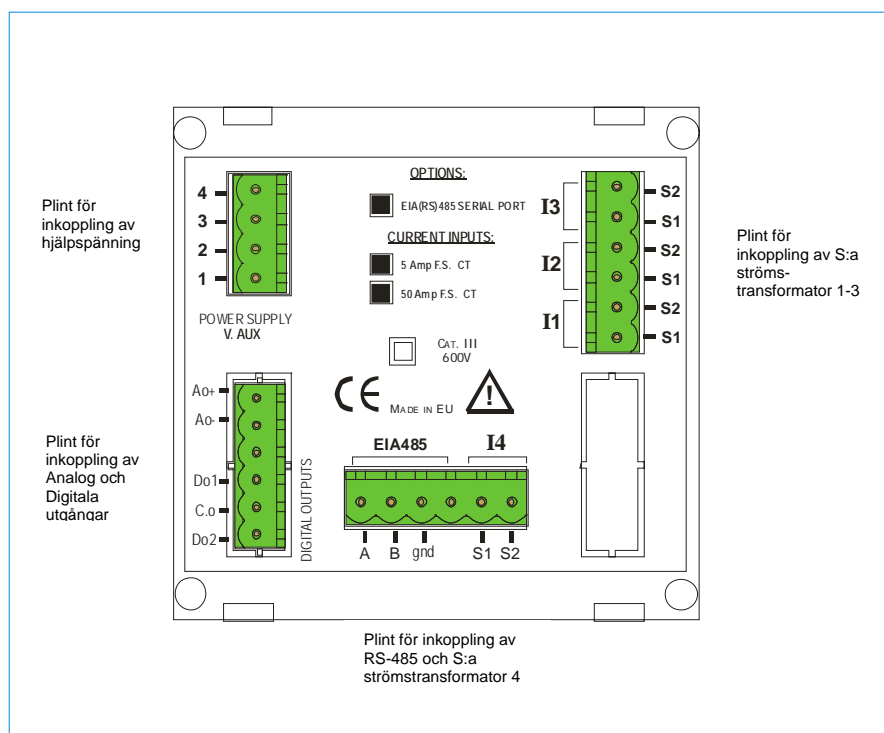 Plint för
inkoppling av
hjälpspänning
4
3
2
1
POWER SUPPLY
V. AUX
OPTIONS:
EIA(RS)485 SERIAL PORT
CURRENT INPUTS:
5 Amp F.S. CT
50 Amp F.S. CT
CAT. III
600V
CE MADE IN EU
I3
I2
I1
S2
S1
S2
S1
S2
S1
Plint för
inkoppling av S:a
ströms-
transformator 1-3
Plint för
inkoppling av
Analog och
Digitala
utgångar
Ao+
Ao-
Do1
C.o
Do2
DIGITAL OUTPUTS
EIA485 I4
A B gnd S1 S2
Plint för inkoppling av
RS-485 och S:a
strömstransformator 4